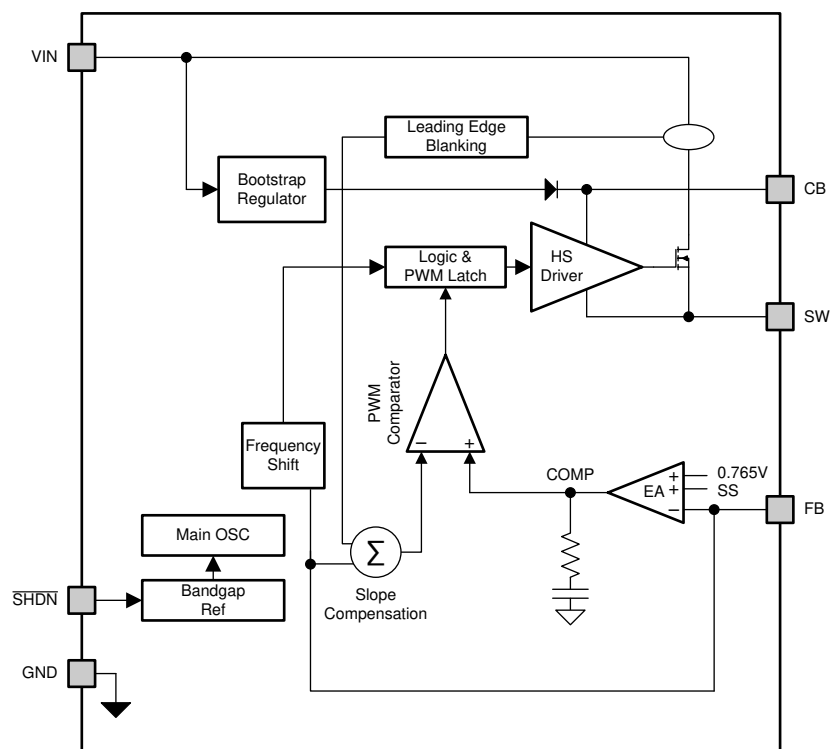 VIN
Leading Edge
Blanking
Bootstrap
Regulator
CB
Logic &
PWM Latch
HS
Driver
SW
PWM
Comparator
−
+
Frequency
Shift
COMP
EA
+
+
−
0.765V
SS
FB
Main OSC
Σ
SHDN
Bandgap
Ref
Slope
Compensation
GND